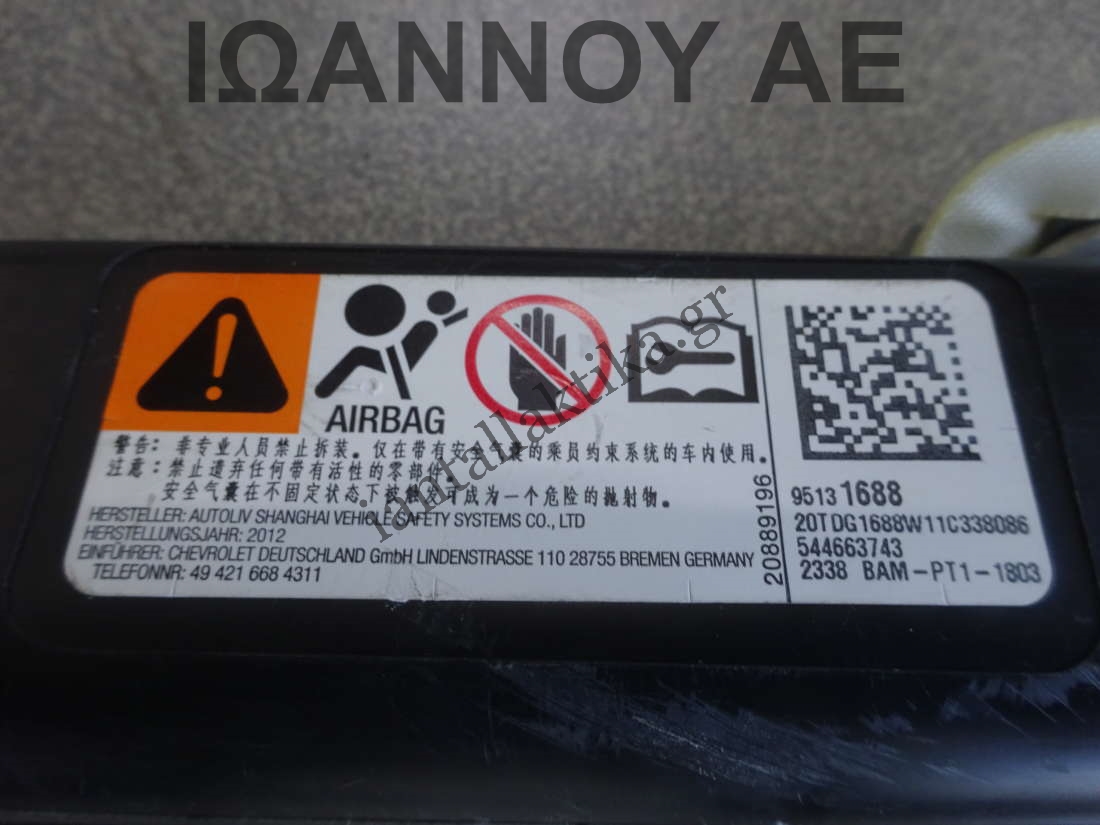 ΙΩΑΝΝΟΥ ΑΕ
AIRBAG
警告: 非专业人员禁止拆装。仅在带有安全气囊的乘员约束系统的车内使用。
注意: 禁止遗弃任何带有活性的零部件。
安全气囊在不固定状态下被触发可成为一个危险的抛射物。
HERSTELLER: AUTOLIV SHANGHAI VEHICLE SAFETY SYSTEMS CO., LTD
HERSTELLUNGSJAHR: 2012
EINFÜHRER: CHEVROLET DEUTSCHLAND GmbH LINDENSTRASSE 110 28755 BREMEN GERMANY
TELEFONNR: 49 421 668 4311
20889196
95131688
20TDG1688W11C338086
544663743
2338 BAM-PT1-1803
iantallaktika.gr